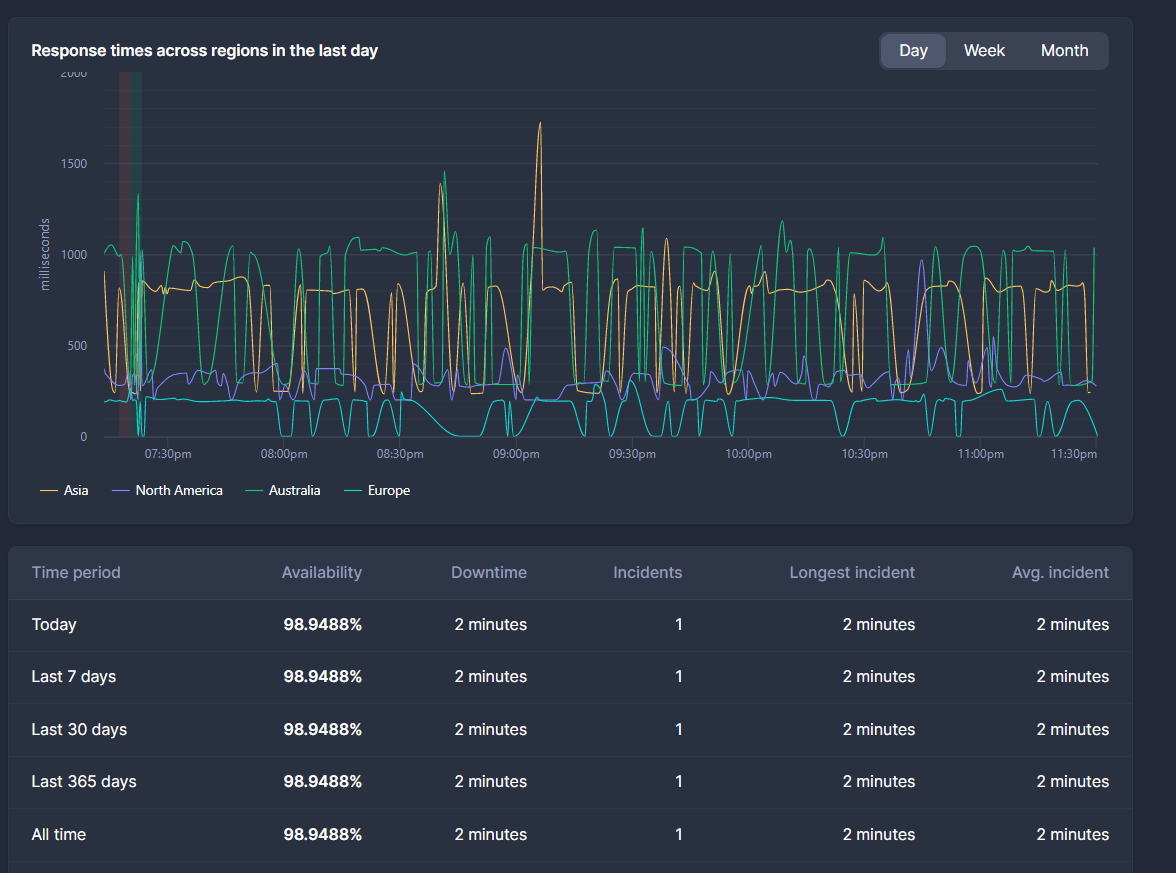 Response times across regions in the last day
Day Week Month
2000
1500
1000
500
0
milliseconds
07:30pm 08:00pm 08:30pm 09:00pm 09:30pm 10:00pm 10:30pm 11:00pm 11:30pm
Asia North America Australia Europe
Time period Availability Downtime Incidents Longest incident Avg. incident
Today 98.9488% 2 minutes 1 2 minutes 2 minutes
Last 7 days 98.9488% 2 minutes 1 2 minutes 2 minutes
Last 30 days 98.9488% 2 minutes 1 2 minutes 2 minutes
Last 365 days 98.9488% 2 minutes 1 2 minutes 2 minutes
All time 98.9488% 2 minutes 1 2 minutes 2 minutes